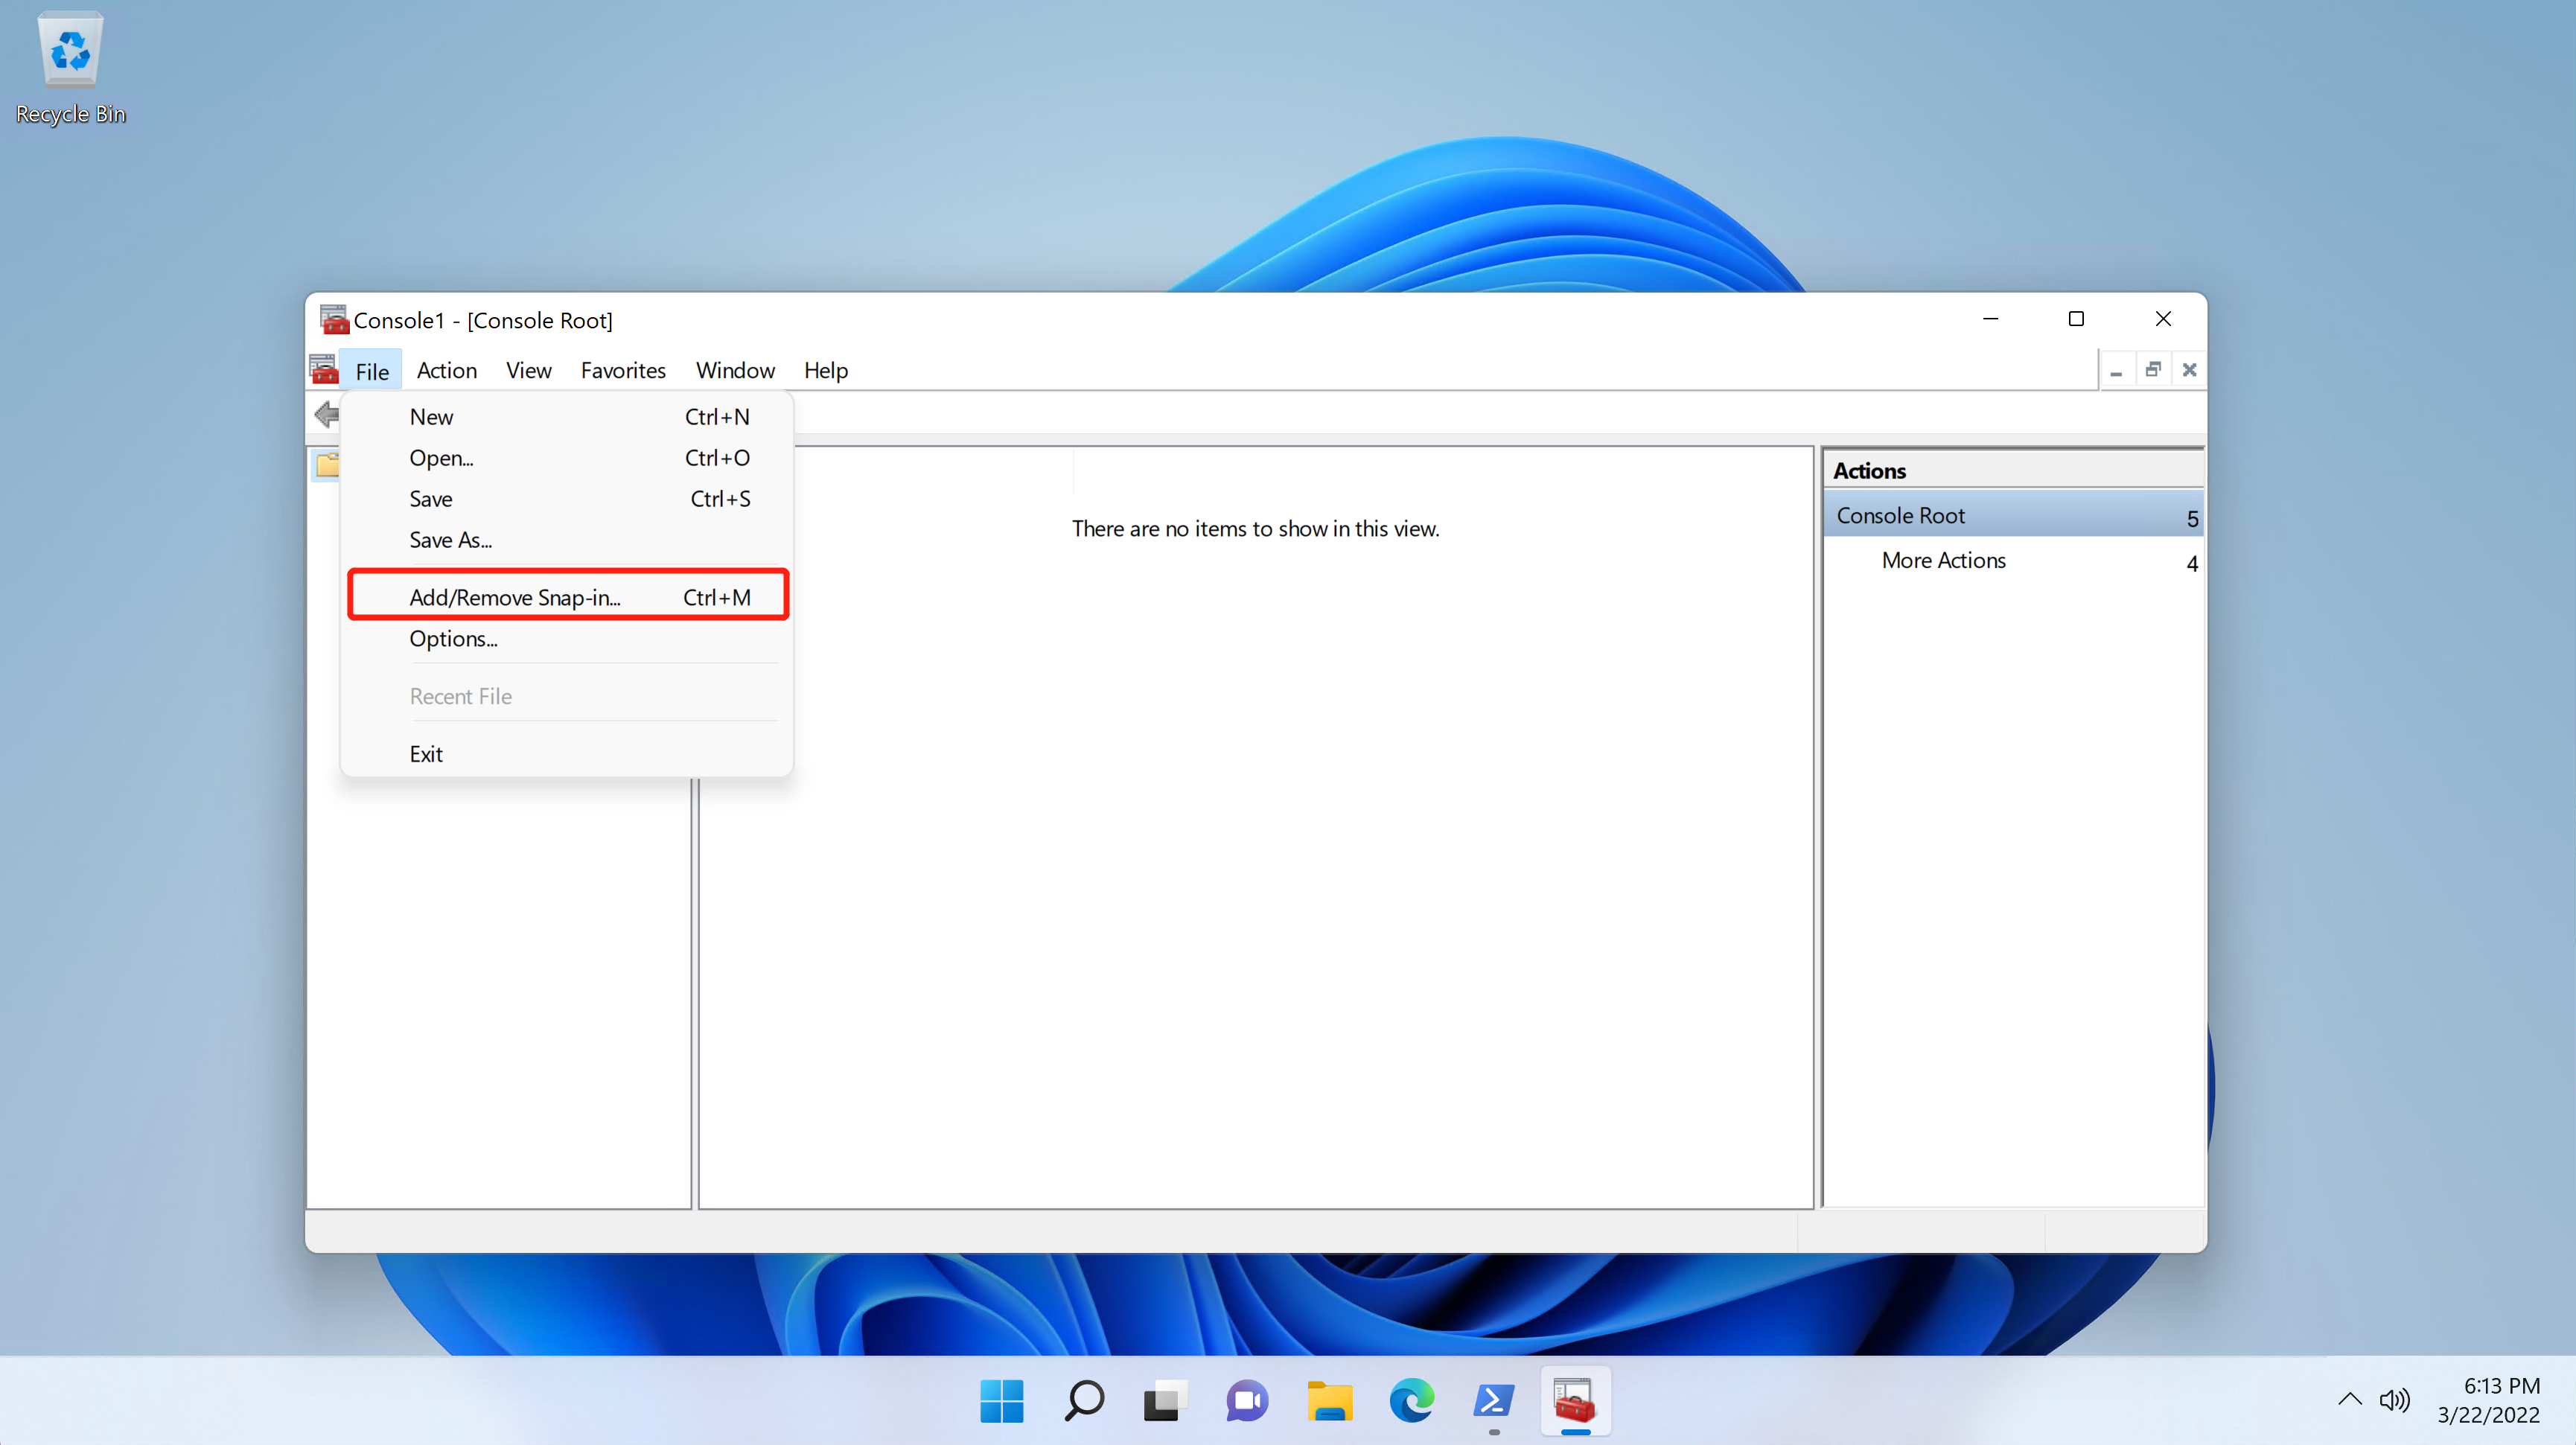 Recycle Bin
Console1 - [Console Root]
File Action View Favorites Window Help
New Ctrl+N
Open... Ctrl+O
Save Ctrl+S
Save As...
Add/Remove Snap-in... Ctrl+M
Options...
Recent File
Exit
There are no items to show in this view.
Actions
Console Root 5
More Actions 4
6:13 PM
3/22/2022